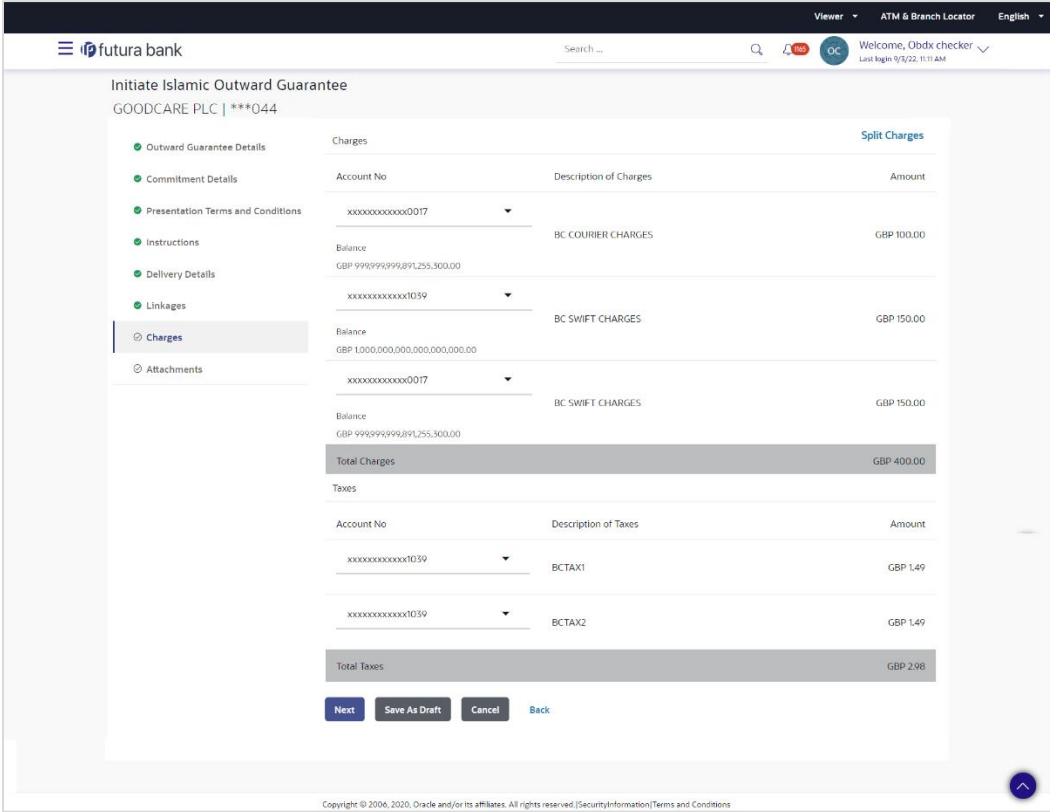 Viewer ATM & Branch Locator English
futura bank Search ... 1165 OC Welcome, Obdx checker
Last login 9/3/22, 11:11 AM
Initiate Islamic Outward Guarantee
GOODCARE PLC | ***044
Outward Guarantee Details
Commitment Details
Presentation Terms and Conditions
Instructions
Delivery Details
Linkages
Charges
Attachments
Charges Split Charges
Account No Description of Charges Amount
xxxxxxxxxxxx0017
BC COURIER CHARGES GBP 100.00
Balance
GBP 999,999,999,891,255,300.00
xxxxxxxxxxxx1039
BC SWIFT CHARGES GBP 150.00
Balance
GBP 1,000,000,000,000,000,000.00
xxxxxxxxxxxx0017
BC SWIFT CHARGES GBP 150.00
Balance
GBP 999,999,999,891,255,300.00
Total Charges GBP 400.00
Taxes
Account No Description of Taxes Amount
xxxxxxxxxxxx1039
BCTAX1 GBP 1.49
xxxxxxxxxxxx1039
BCTAX2 GBP 1.49
Total Taxes GBP 2.98
Next Save As Draft Cancel Back
Copyright © 2006, 2020, Oracle and/or its affiliates. All rights reserved.|SecurityInformation|Terms and Conditions